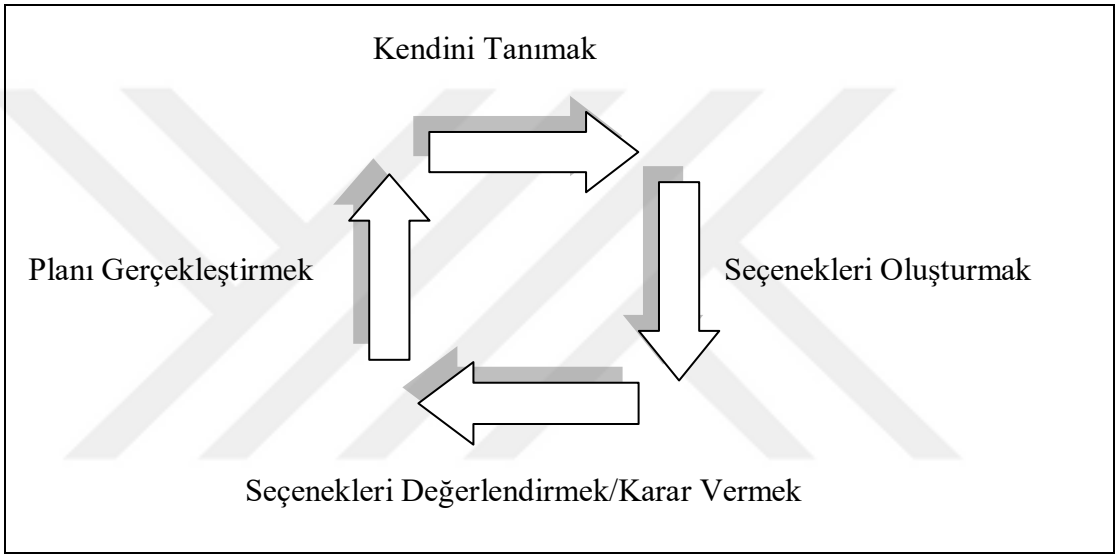 Kendini Tanımak
Planı Gerçekleştirmek
Seçenekleri Oluşturmak
Seçenekleri Değerlendirmek/Karar Vermek